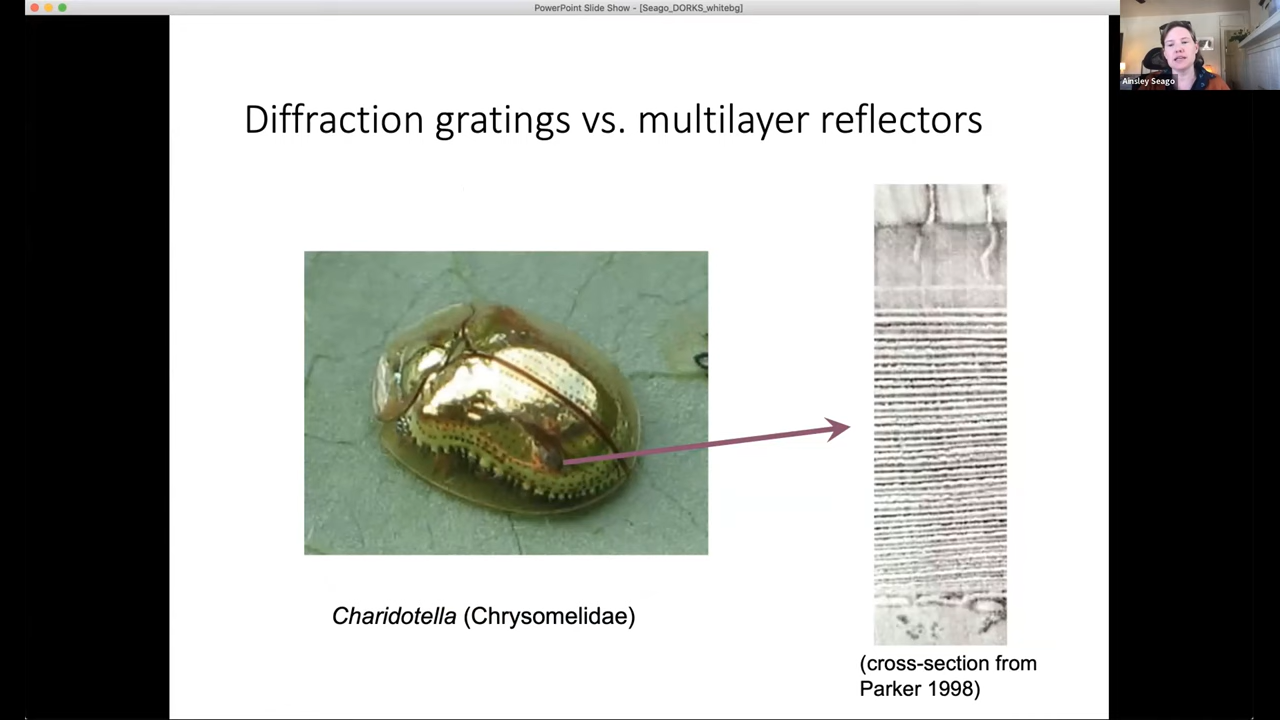 PowerPoint Slide Show - [Seago_DORKS_whitebg]
Ainsley Seago
Diffraction gratings vs. multilayer reflectors
Charidotella (Chrysomelidae)
(cross-section from
Parker 1998)